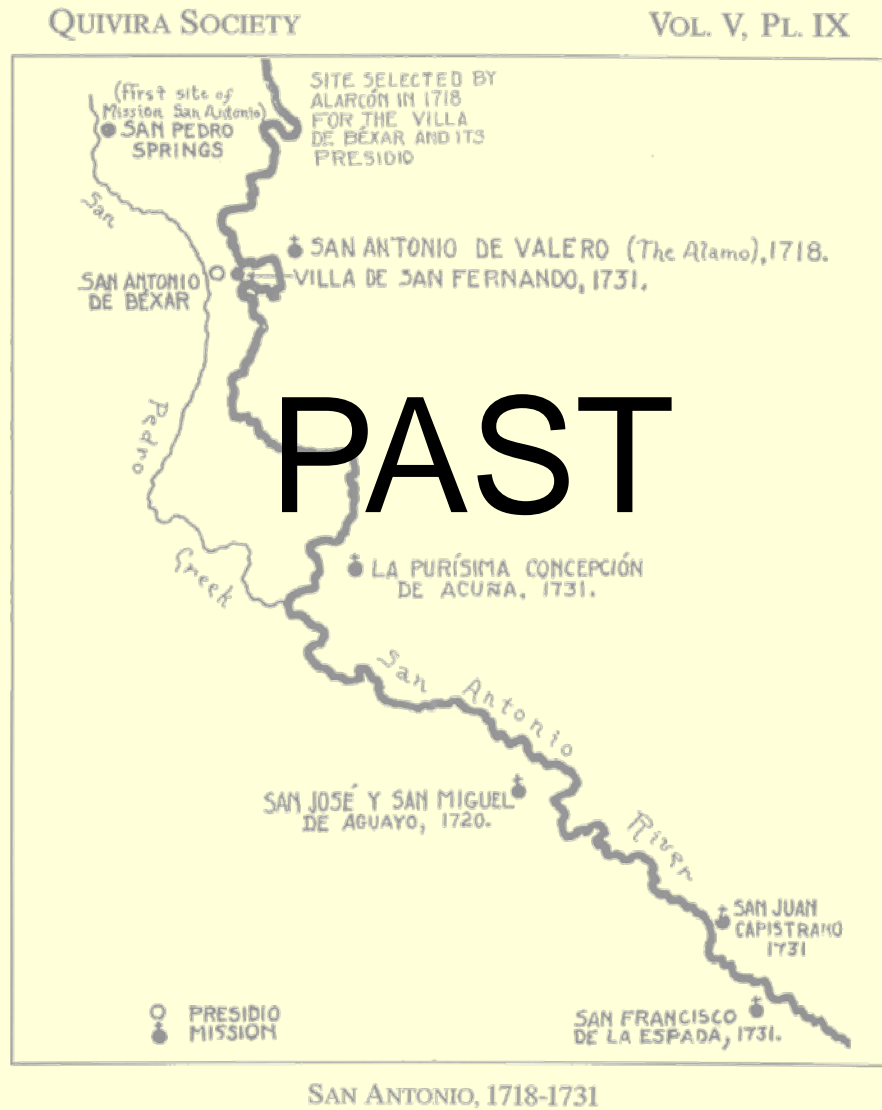 QUIVIRA SOCIETY
VOL. V, PL. IX
(First site of
Mission San Antonio)
SAN PEDRO
SPRINGS
SITE SELECTED BY
ALARCÓN IN 1718
FOR THE VILLA
DE BÉXAR AND ITS
PRESIDIO
San
SAN ANTONIO DE VALERO (The Alamo), 1718.
SAN ANTONIO
DE BÉXAR
VILLA DE SAN FERNANDO, 1731.
PAST
Pedro
Creek
LA PURÍSIMA CONCEPCIÓN
DE ACUÑA, 1731.
San Antonio
SAN JOSÉ Y SAN MIGUEL
DE AGUAYO, 1720.
River
SAN JUAN
CAPISTRANO
1731
PRESIDIO
MISSION
SAN FRANCISCO
DE LA ESPADA, 1731.
SAN ANTONIO, 1718-1731